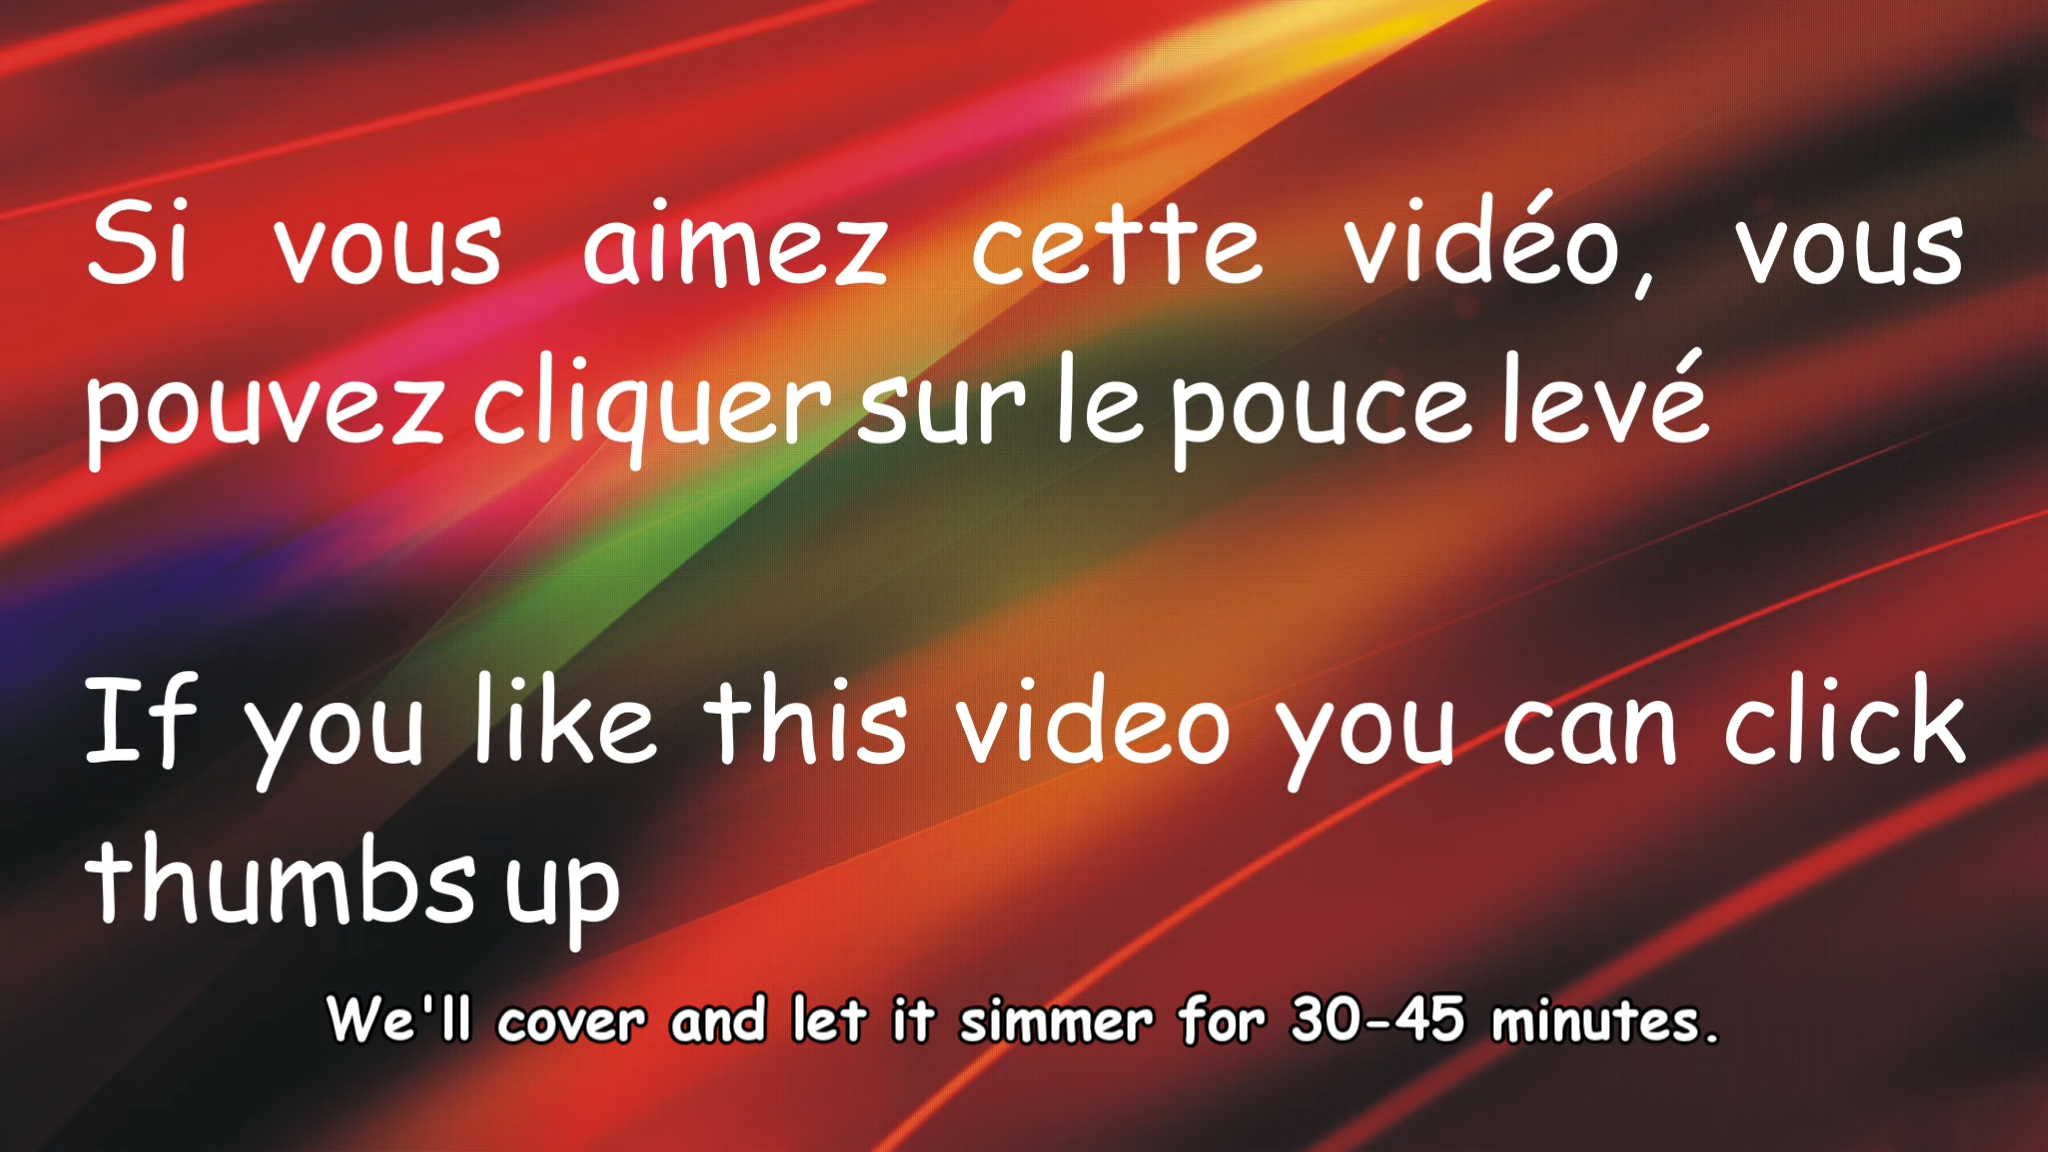 Si vous aimez cette vidéo, vous
pouvez cliquer sur le pouce levé
If you like this video you can click
thumbs up
We'll cover and let it simmer for 30-45 minutes.